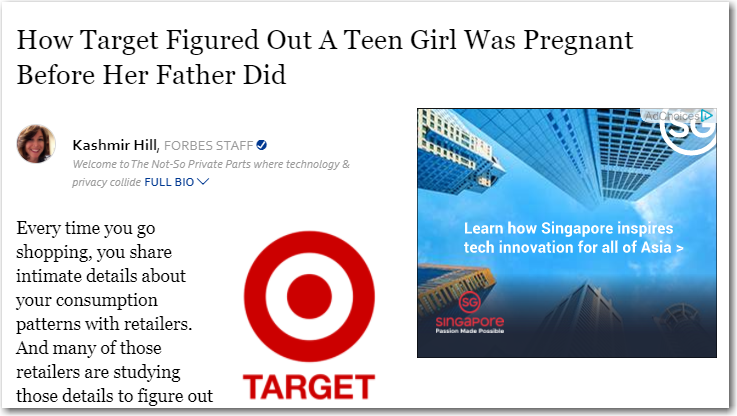 How Target Figured Out A Teen Girl Was Pregnant
Before Her Father Did
Kashmir Hill, FORBES STAFF
Welcome to The Not-So Private Parts where technology &
privacy collide FULL BIO
Every time you go
shopping, you share
intimate details about
your consumption
patterns with retailers.
And many of those
retailers are studying
those details to figure out
TARGET
AdChoices
SG
Learn how Singapore inspires
tech innovation for all of Asia >
SG
SINGAPORE
Passion Made Possible